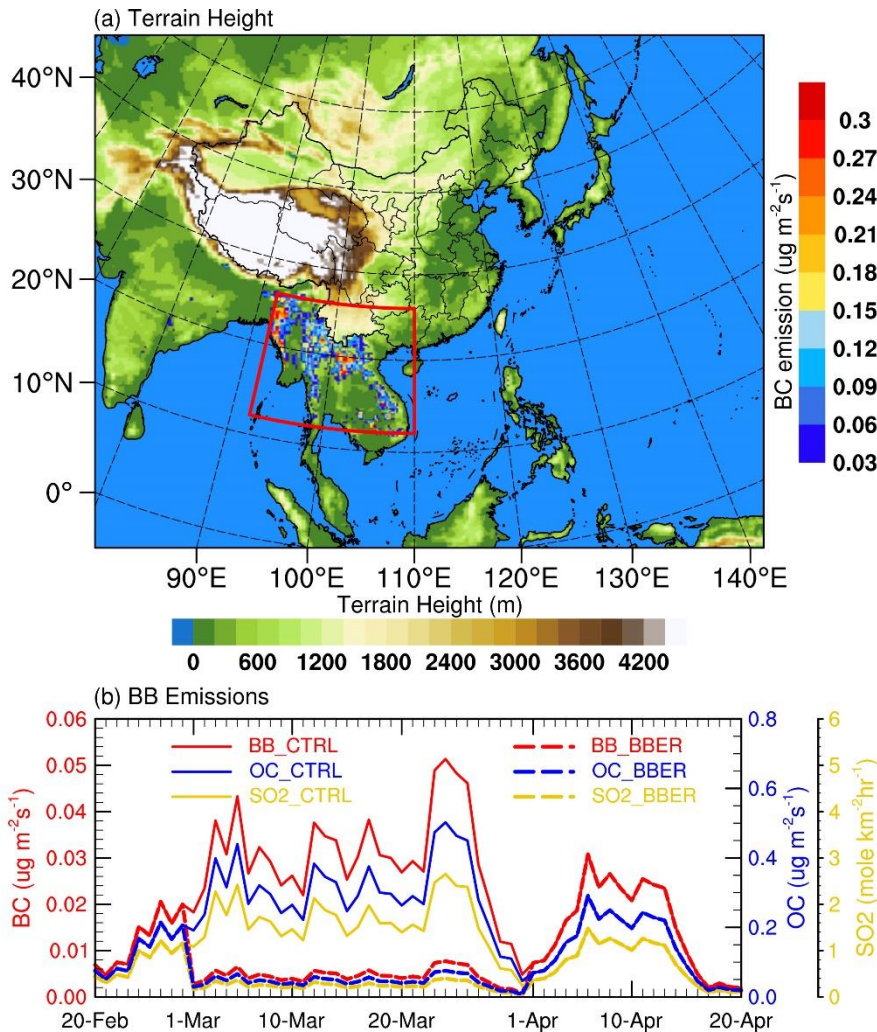 (a) Terrain Height
40°N
30°N
20°N
10°N
0°
90°E 100°E 110°E 120°E 130°E 140°E
Terrain Height (m)
0 600 1200 1800 2400 3000 3600 4200
BC emission (ug m⁻²s⁻¹)
0.3
0.27
0.24
0.21
0.18
0.15
0.12
0.09
0.06
0.03
(b) BB Emissions
BC (ug m⁻²s⁻¹)
0.06
0.05
0.04
0.03
0.02
0.01
0.00
BB_CTRL
OC_CTRL
SO2_CTRL
BB_BBER
OC_BBER
SO2_BBER
0.8
0.6
0.4
0.2
0.0
OC (ug m⁻²s⁻¹)
6
5
4
3
2
1
0
SO2 (mole km⁻²hr⁻¹)
20-Feb 1-Mar 10-Mar 20-Mar 1-Apr 10-Apr 20-Apr